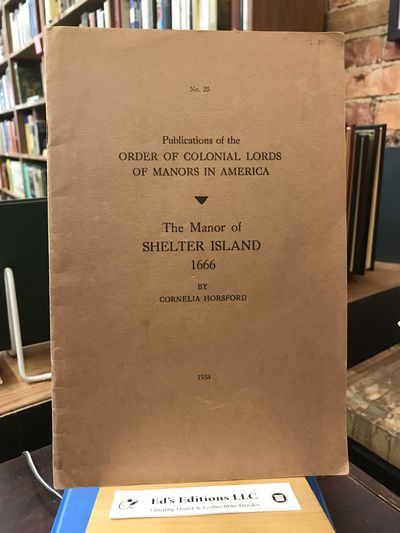 No. 25
Publications of the
ORDER OF COLONIAL LORDS
OF MANORS IN AMERICA
The Manor of
SHELTER ISLAND
1666
BY
CORNELIA HORSFORD
1934
Ed's Editions LLC
Quality Used & Collectible Books